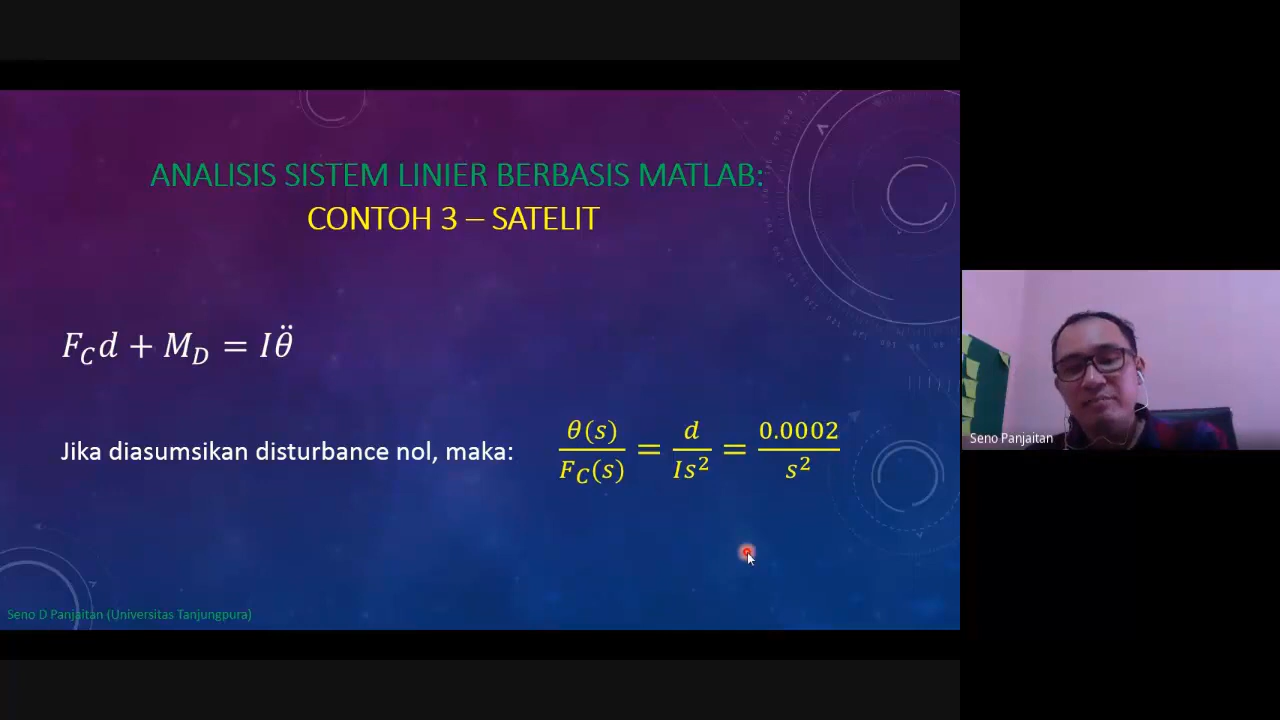 ANALISIS SISTEM LINIER BERBASIS MATLAB:
CONTOH 3 – SATELIT
F_C d + M_D = I θ̈
Jika diasumsikan disturbance nol, maka: θ(s)/F_C(s) = d/Is² = 0.0002/s²
Seno D Panjaitan (Universitas Tanjungpura)
Seno Panjaitan